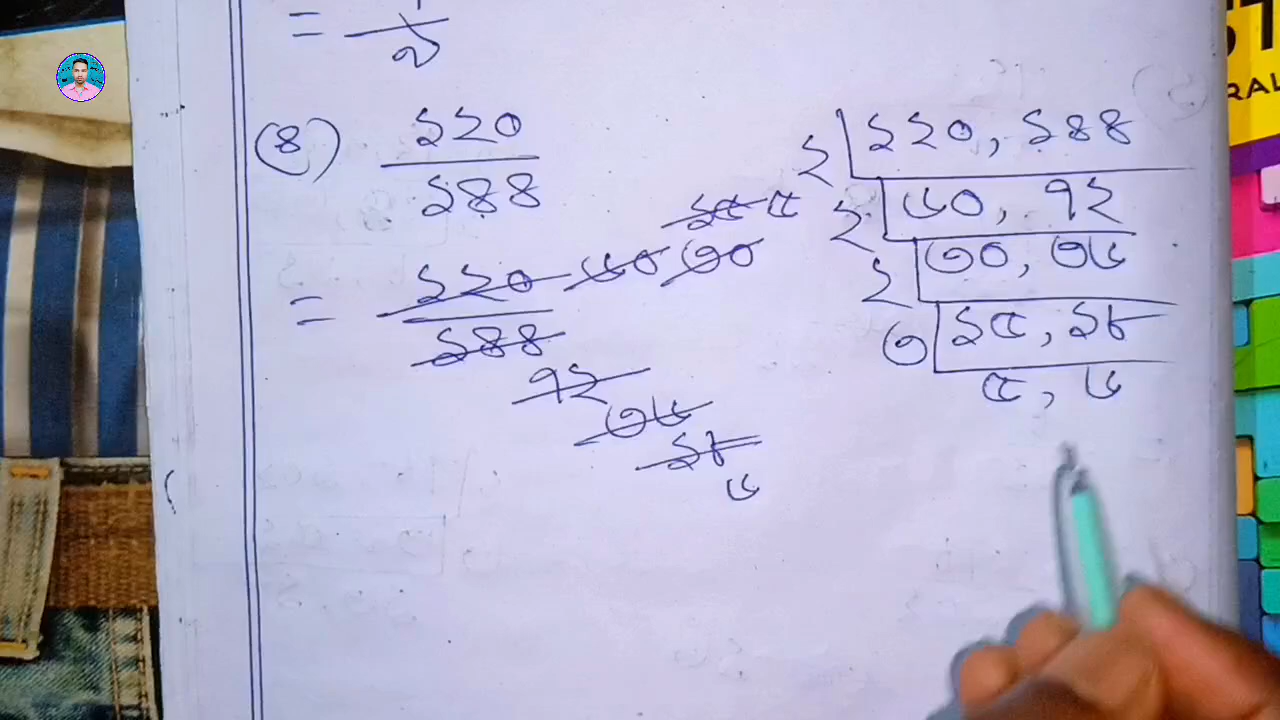 = ১/২
(৪) ১২০/১৪৪
= ১২০/১৪৪ ৬০ ৩০ ১৫ ৫
৭২
৩৬
১৮
৬
২ | ১২০, ১৪৪
২ | ৬০, ৭২
২ | ৩০, ৩৬
৩ | ১৫, ১৮
৫, ৬
RAL